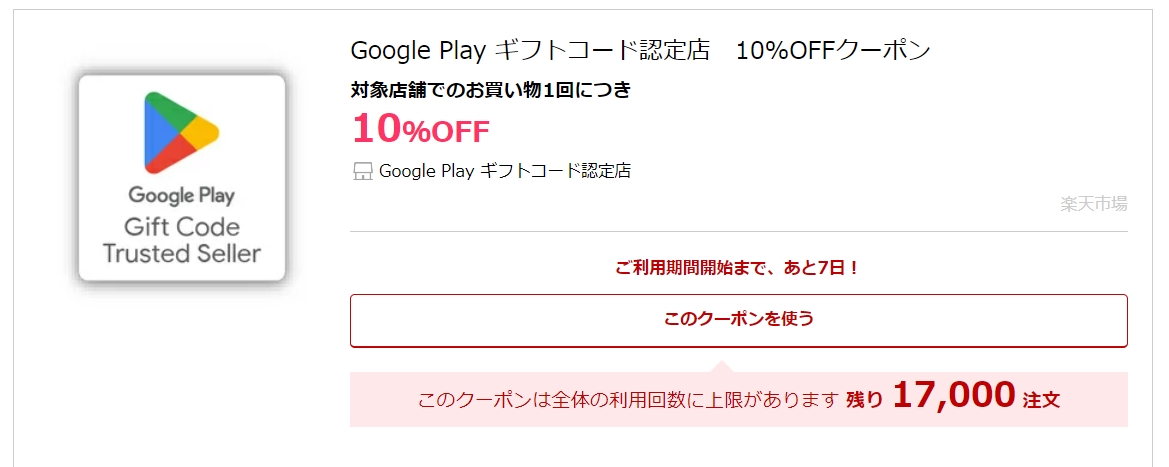 Google Play ギフトコード認定店　10%OFFクーポン
対象店舗でのお買い物1回につき
10%OFF
Google Play ギフトコード認定店
楽天市場
Google Play
Gift Code
Trusted Seller
ご利用期間開始まで、あと7日！
このクーポンを使う
このクーポンは全体の利用回数に上限があります 残り 17,000 注文